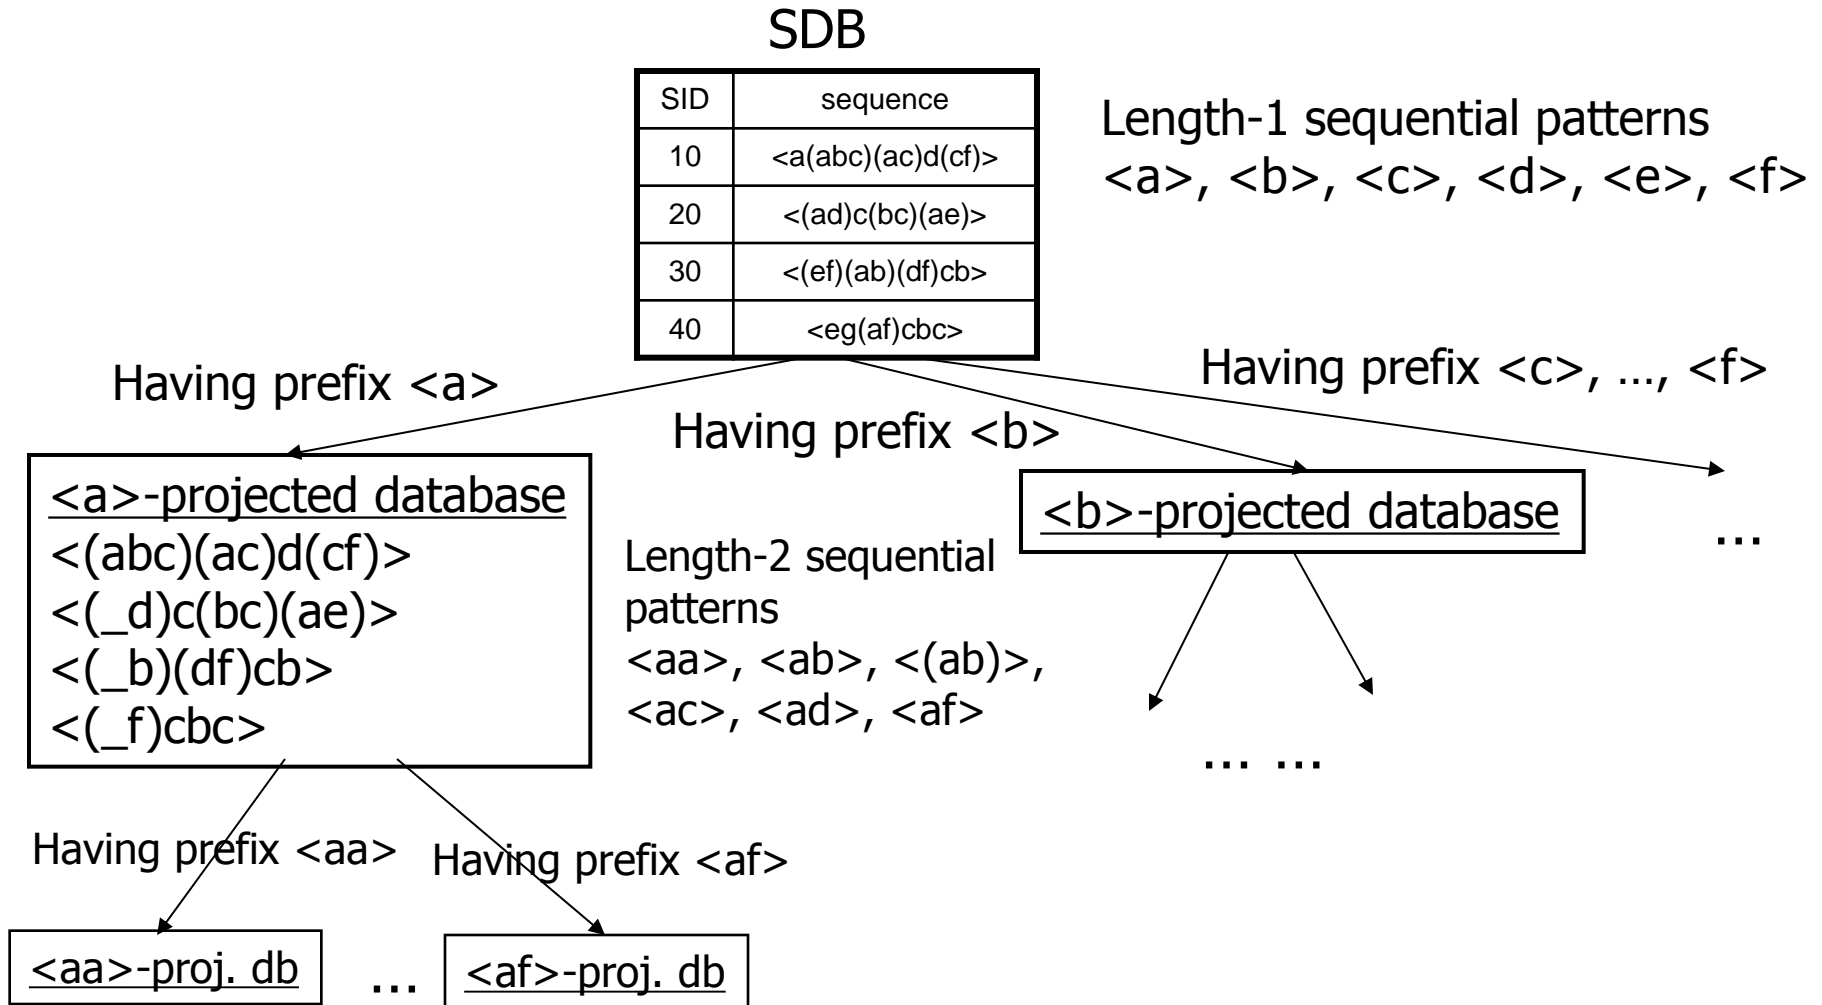 SDB
SID sequence
10 <a(abc)(ac)d(cf)>
20 <(ad)c(bc)(ae)>
30 <(ef)(ab)(df)cb>
40 <eg(af)cbc>
Length-1 sequential patterns
<a>, <b>, <c>, <d>, <e>, <f>
Having prefix <a>
Having prefix <b>
Having prefix <c>, …, <f>
<a>-projected database
<(abc)(ac)d(cf)>
<(_d)c(bc)(ae)>
<(_b)(df)cb>
<(_f)cbc>
Length-2 sequential
patterns
<aa>, <ab>, <(ab)>,
<ac>, <ad>, <af>
<b>-projected database
…
… …
Having prefix <aa>
Having prefix <af>
<aa>-proj. db
…
<af>-proj. db